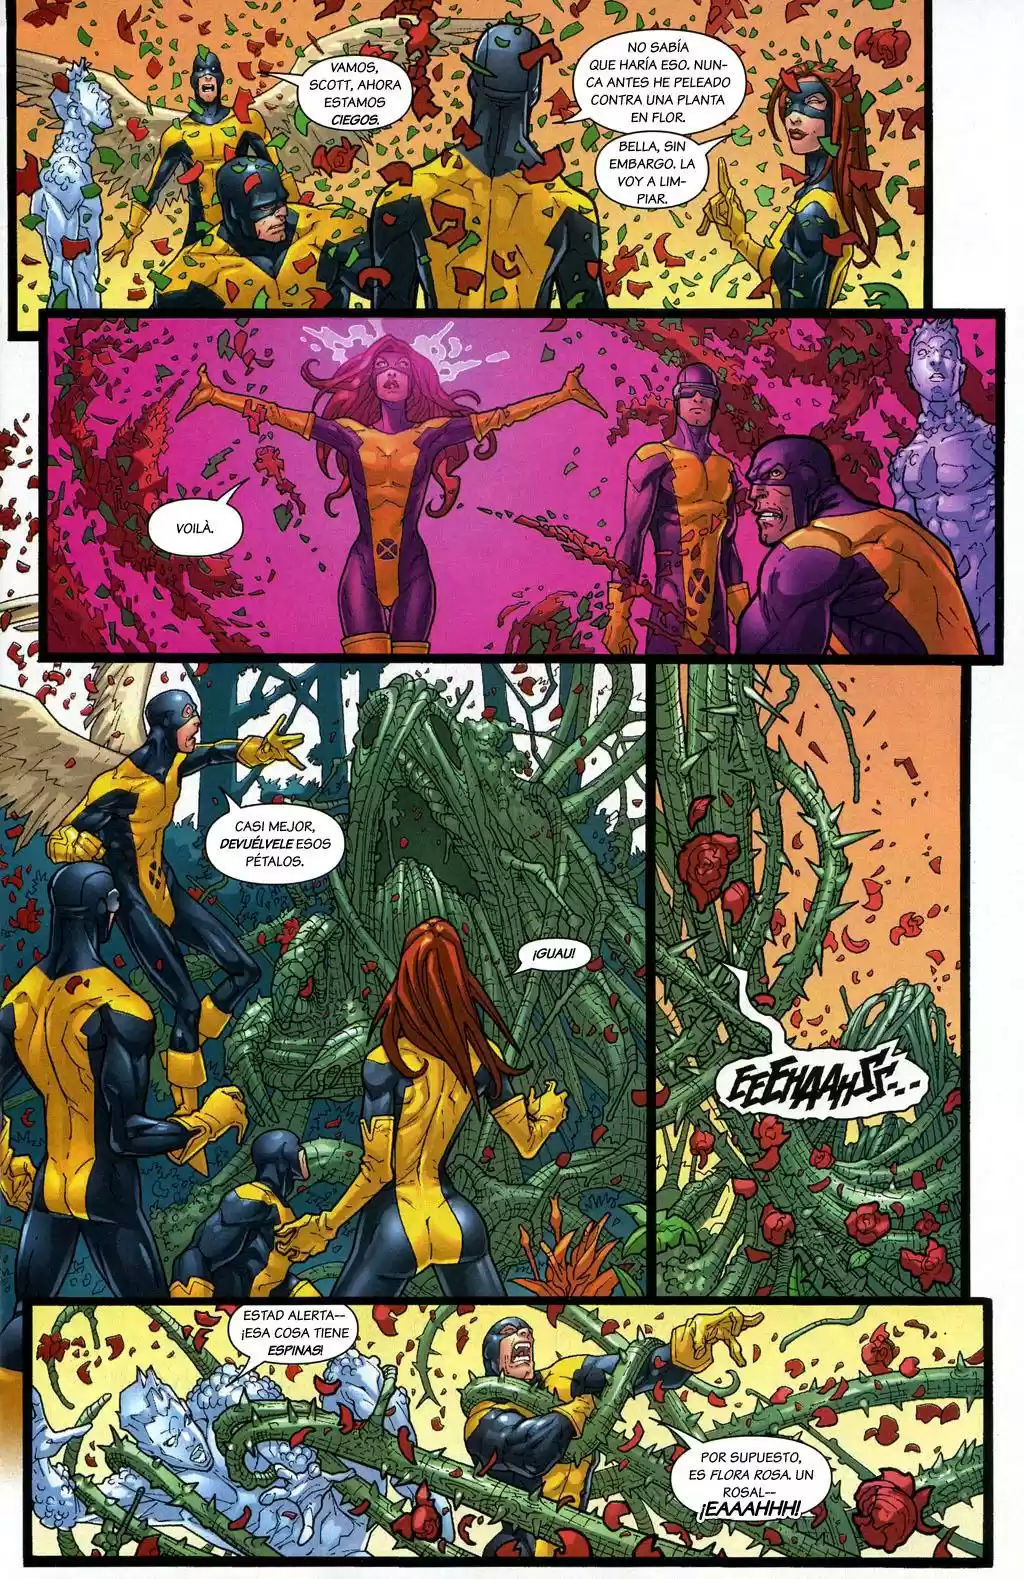 VAMOS,
SCOTT, AHORA
ESTAMOS
CIEGOS.
NO SABÍA
QUE HARÍA ESO. NUN-
CA ANTES HE PELEADO
CONTRA UNA PLANTA
EN FLOR.
BELLA, SIN
EMBARGO. LA
VOY A LIM-
PIAR.
VOILÀ.
CASI MEJOR,
DEVUÉLVELE ESOS
PÉTALOS.
¡GUAU!
EEEHAAHSS...
ESTAD ALERTA--
¡ESA COSA TIENE
ESPINAS!
POR SUPUESTO,
ES FLORA ROSA. UN
ROSAL--
¡EAAAHHH!